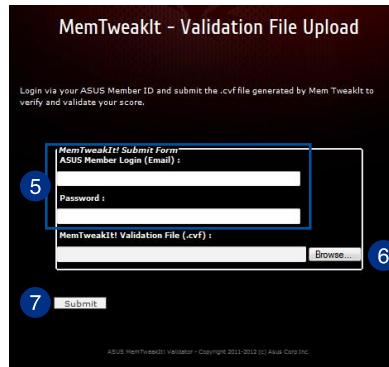 MemTweakIt - Validation File Upload
Login via your ASUS Member ID and submit the .cvf file generated by Mem TweakIt to
verify and validate your score.
MemTweakIt! Submit Form
ASUS Member Login (Email) :
5
Password :
MemTweakIt! Validation File (.cvf) :
Browse...
6
7
Submit
ASUS MemTweakIt! Validator - Copyright 2011-2012 (c) Asus Corp Inc.